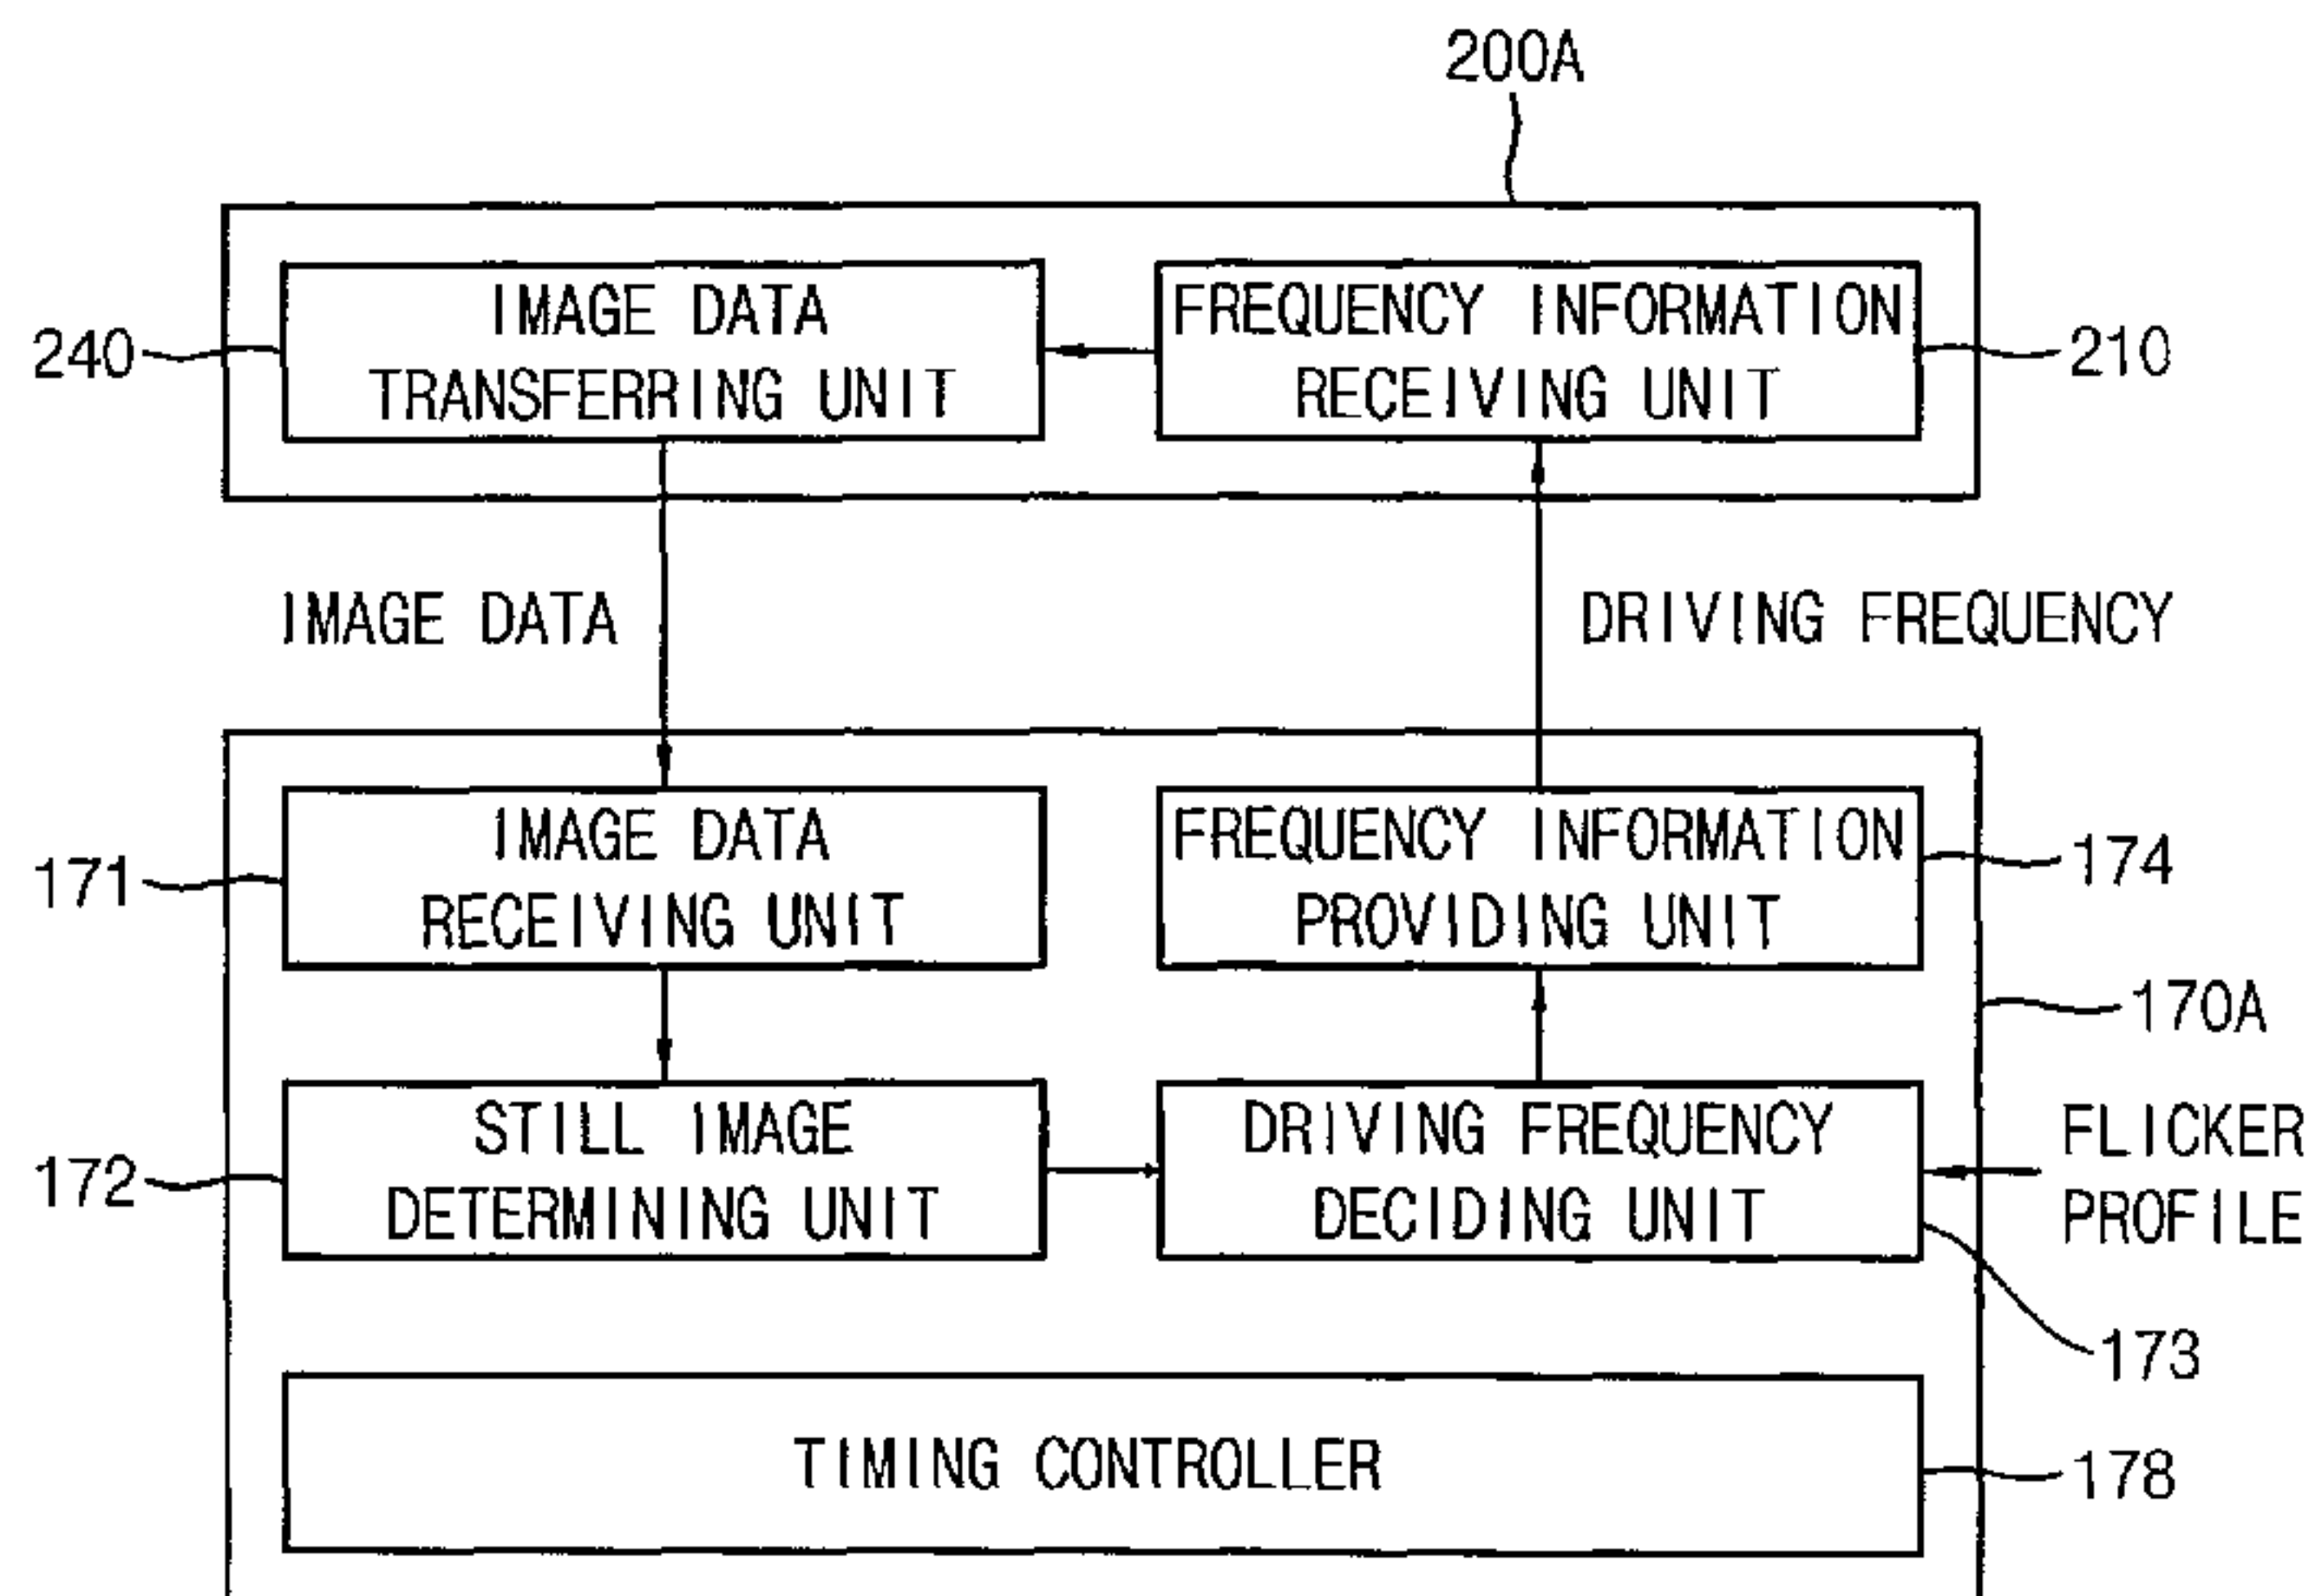 200A
IMAGE DATA
TRANSFERRING UNIT
FREQUENCY INFORMATION
RECEIVING UNIT
240
210
IMAGE DATA
DRIVING FREQUENCY
IMAGE DATA
RECEIVING UNIT
FREQUENCY INFORMATION
PROVIDING UNIT
171
174
170A
STILL IMAGE
DETERMINING UNIT
DRIVING FREQUENCY
DECIDING UNIT
FLICKER
PROFILE
172
173
TIMING CONTROLLER
178